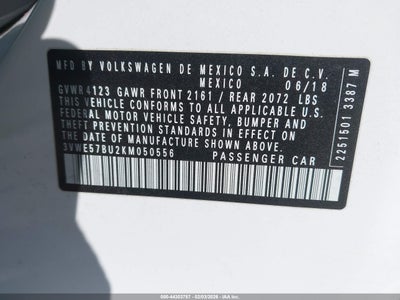 MFD. BY VOLKSWAGEN DE MEXICO S.A. DE C.V.
MEXICO 06/18
GVWR 4123 GAWR FRONT 2161 / REAR 2072 LBS
THIS VEHICLE CONFORMS TO ALL APPLICABLE U.S.
FEDERAL MOTOR VEHICLE SAFETY, BUMPER AND
THEFT PREVENTION STANDARDS IN EFFECT ON
THE DATE OF MANUFACTURE SHOWN ABOVE.
3VWE57BU2KM050556 PASSENGER CAR
2251501 3387 M